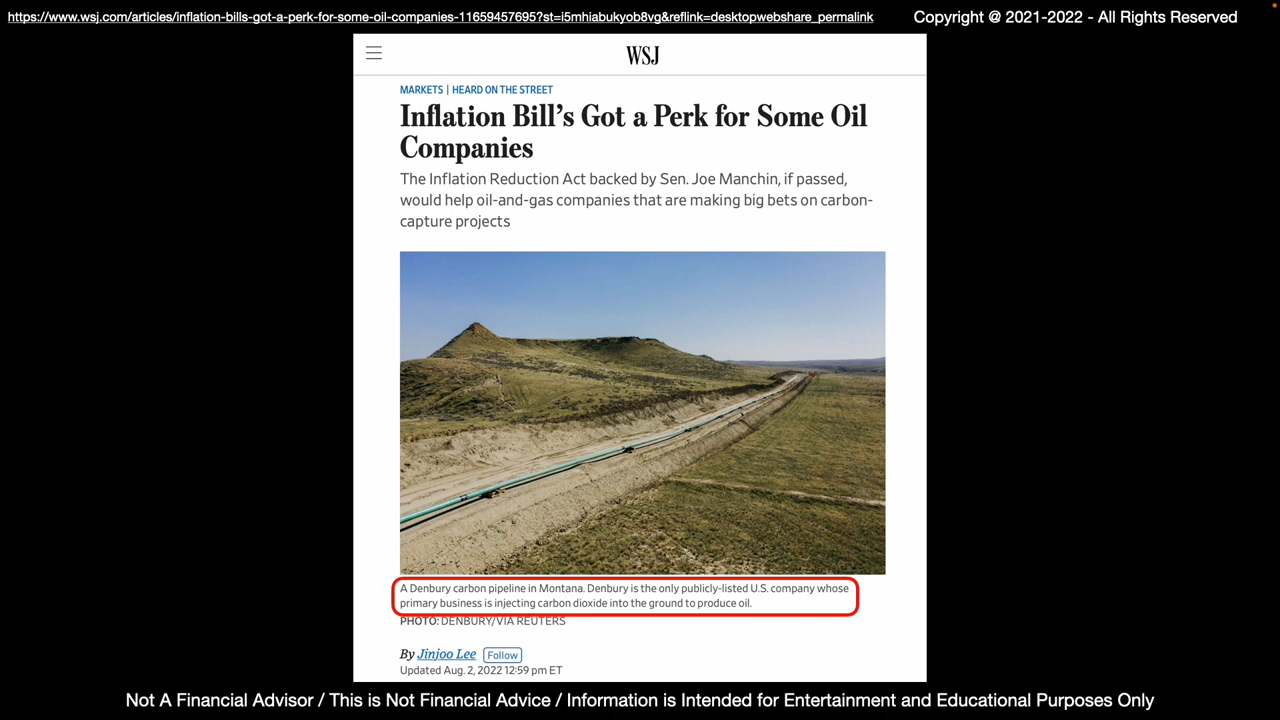 https://www.wsj.com/articles/inflation-bills-got-a-perk-for-some-oil-companies-11659457695?st=i5mhiabukyob8vg&reflink=desktopwebshare_permalink
Copyright @ 2021-2022 - All Rights Reserved
WSJ
MARKETS | HEARD ON THE STREET
Inflation Bill’s Got a Perk for Some Oil
Companies
The Inflation Reduction Act backed by Sen. Joe Manchin, if passed,
would help oil-and-gas companies that are making big bets on carbon-
capture projects
A Denbury carbon pipeline in Montana. Denbury is the only publicly-listed U.S. company whose
primary business is injecting carbon dioxide into the ground to produce oil.
PHOTO: DENBURY/VIA REUTERS
By Jinjoo Lee Follow
Updated Aug. 2, 2022 12:59 pm ET
Not A Financial Advisor / This is Not Financial Advice / Information is Intended for Entertainment and Educational Purposes Only